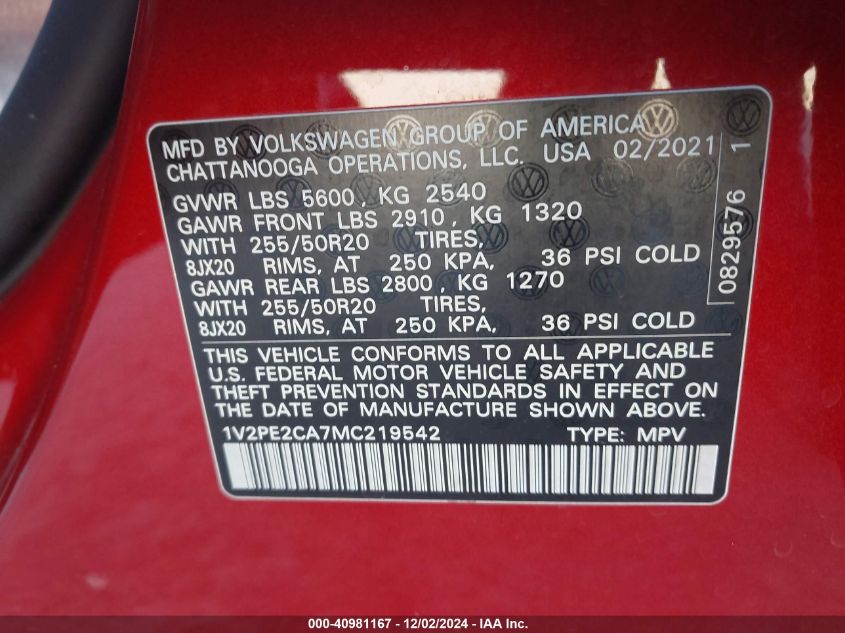 MFD BY VOLKSWAGEN GROUP OF AMERICA
CHATTANOOGA OPERATIONS, LLC. USA 02/2021
GVWR LBS 5600, KG 2540
GAWR FRONT LBS 2910, KG 1320
WITH 255/50R20 TIRES,
8JX20 RIMS, AT 250 KPA, 36 PSI COLD
GAWR REAR LBS 2800, KG 1270
WITH 255/50R20 TIRES,
8JX20 RIMS, AT 250 KPA, 36 PSI COLD
0829576 1
THIS VEHICLE CONFORMS TO ALL APPLICABLE
U.S. FEDERAL MOTOR VEHICLE SAFETY AND
THEFT PREVENTION STANDARDS IN EFFECT ON
THE DATE OF MANUFACTURE SHOWN ABOVE.
1V2PE2CA7MC219542 TYPE: MPV
000-40981167 - 12/02/2024 - IAA Inc.